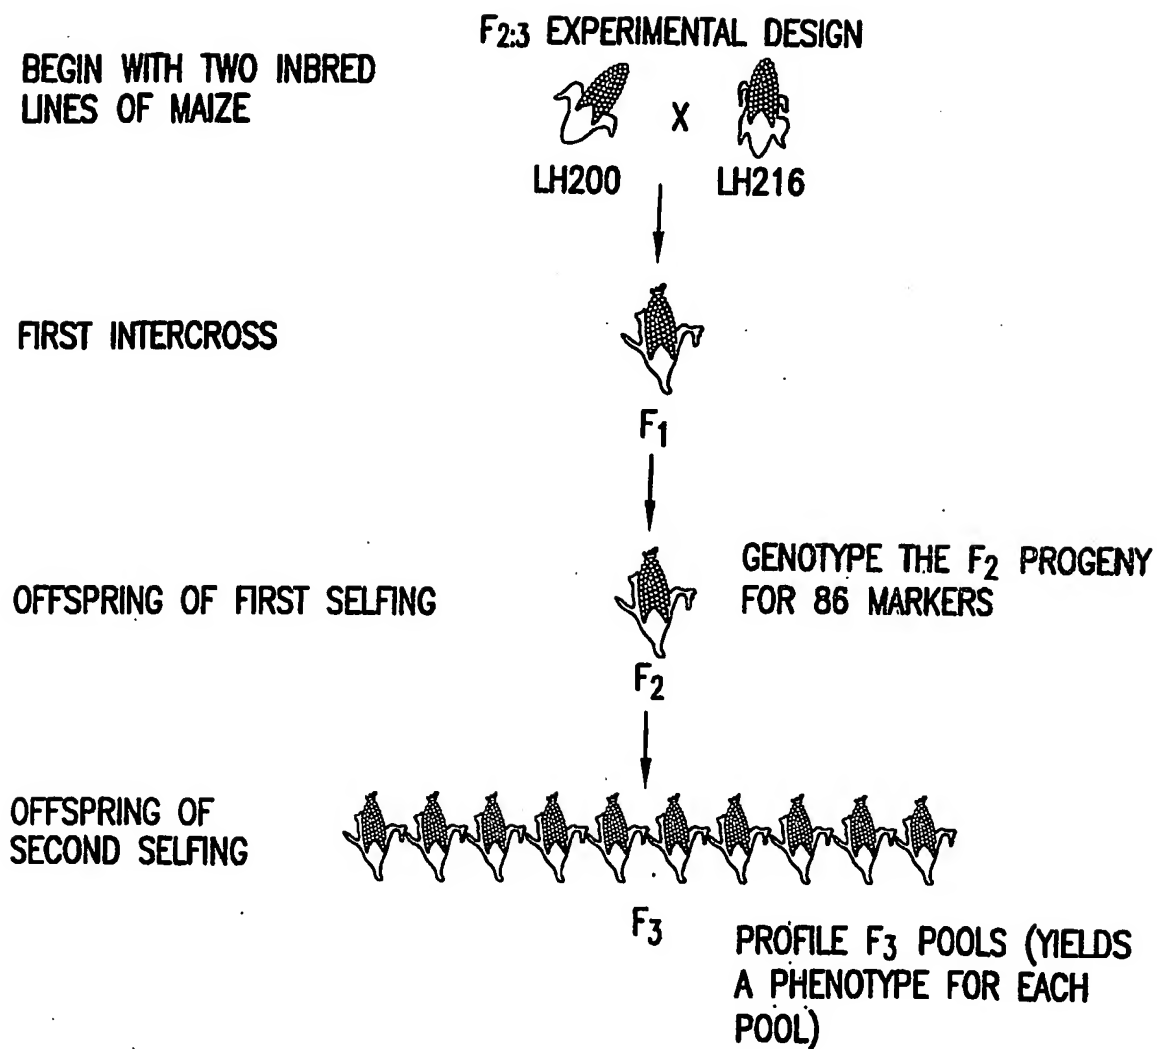 F2:3 EXPERIMENTAL DESIGN
BEGIN WITH TWO INBRED
LINES OF MAIZE
X
LH200 LH216
FIRST INTERCROSS
F1
OFFSPRING OF FIRST SELFING
GENOTYPE THE F2 PROGENY
FOR 86 MARKERS
F2
OFFSPRING OF
SECOND SELFING
F3
PROFILE F3 POOLS (YIELDS
A PHENOTYPE FOR EACH
POOL)